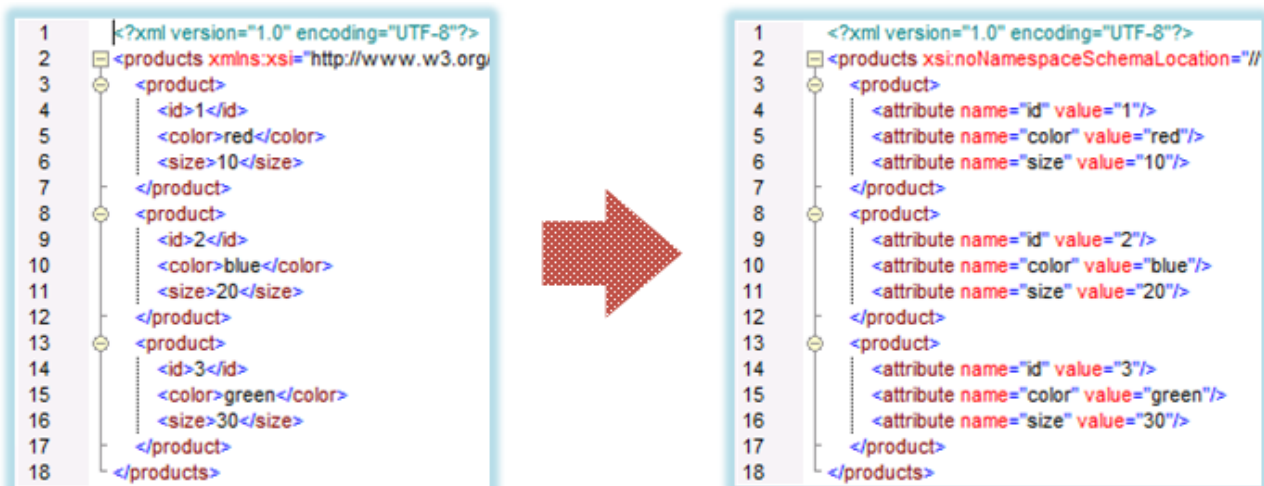 1 <?xml version="1.0" encoding="UTF-8"?>
2 <products xmlns:xsi="http://www.w3.org/
3 <product>
4 <id>1</id>
5 <color>red</color>
6 <size>10</size>
7 </product>
8 <product>
9 <id>2</id>
10 <color>blue</color>
11 <size>20</size>
12 </product>
13 <product>
14 <id>3</id>
15 <color>green</color>
16 <size>30</size>
17 </product>
18 </products>
1 <?xml version="1.0" encoding="UTF-8"?>
2 <products xsi:noNamespaceSchemaLocation="//
3 <product>
4 <attribute name="id" value="1"/>
5 <attribute name="color" value="red"/>
6 <attribute name="size" value="10"/>
7 </product>
8 <product>
9 <attribute name="id" value="2"/>
10 <attribute name="color" value="blue"/>
11 <attribute name="size" value="20"/>
12 </product>
13 <product>
14 <attribute name="id" value="3"/>
15 <attribute name="color" value="green"/>
16 <attribute name="size" value="30"/>
17 </product>
18 </products>